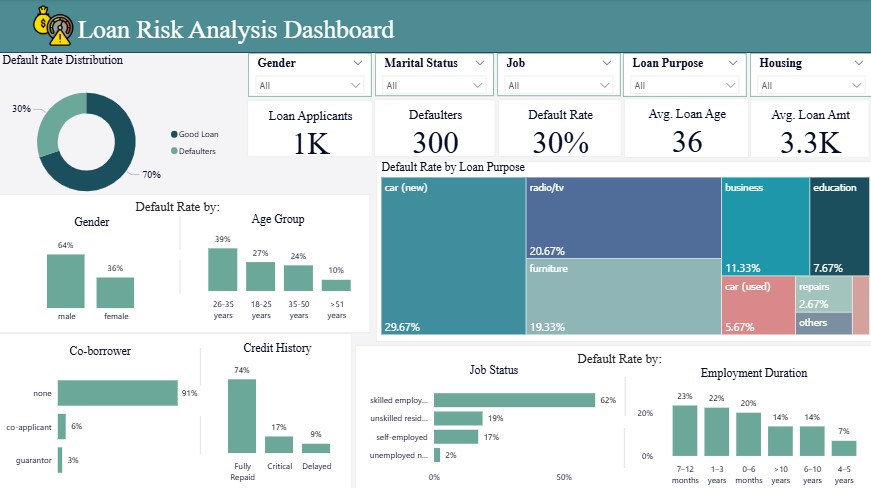 Loan Risk Analysis Dashboard
Default Rate Distribution
30%
70%
Good Loan
Defaulters
Gender
All
Marital Status
All
Job
All
Loan Purpose
All
Housing
All
Loan Applicants
1K
Defaulters
300
Default Rate
30%
Avg. Loan Age
36
Avg. Loan Amt
3.3K
Default Rate by:
Gender
64%
36%
male
female
Age Group
39%
27%
24%
10%
26-35
years
18-25
years
35-50
years
>51
years
Default Rate by Loan Purpose
car (new)
29.67%
radio/tv
20.67%
furniture
19.33%
business
11.33%
education
7.67%
car (used)
5.67%
repairs
2.67%
others
Co-borrower
none
91%
co-applicant
6%
guarantor
3%
Credit History
74%
17%
9%
Fully
Repaid
Critical
Delayed
Default Rate by:
Job Status
skilled employ...
62%
unskilled resid...
19%
self-employed
17%
unemployed n...
2%
0%
50%
Employment Duration
20%
0%
23%
22%
20%
14%
14%
7%
7–12
months
1–3
years
0–6
months
>10
years
6–10
years
4–5
years